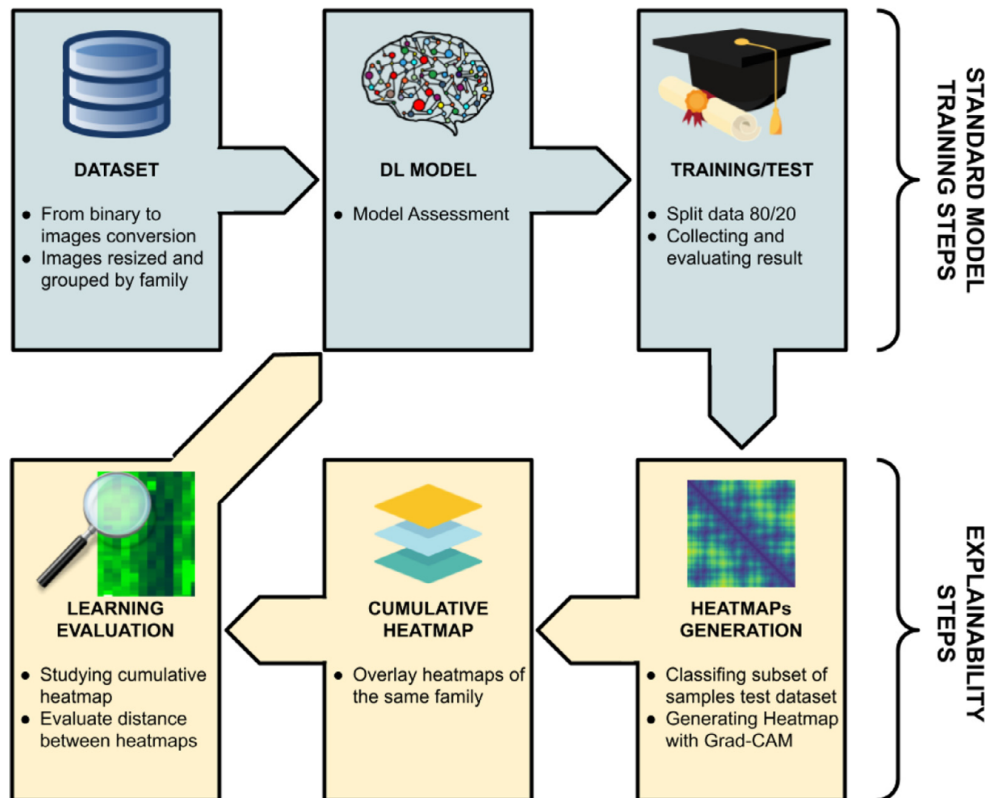 DATASET
● From binary to
images conversion
● Images resized and
grouped by family
DL MODEL
● Model Assessment
TRAINING/TEST
● Split data 80/20
● Collecting and
evaluating result
STANDARD MODEL
TRAINING STEPS
LEARNING
EVALUATION
● Studying cumulative
heatmap
● Evaluate distance
between heatmaps
CUMULATIVE
HEATMAP
● Overlay heatmaps of
the same family
HEATMAPs
GENERATION
● Classifing subset of
samples test dataset
● Generating Heatmap
with Grad-CAM
EXPLAINABILITY
STEPS